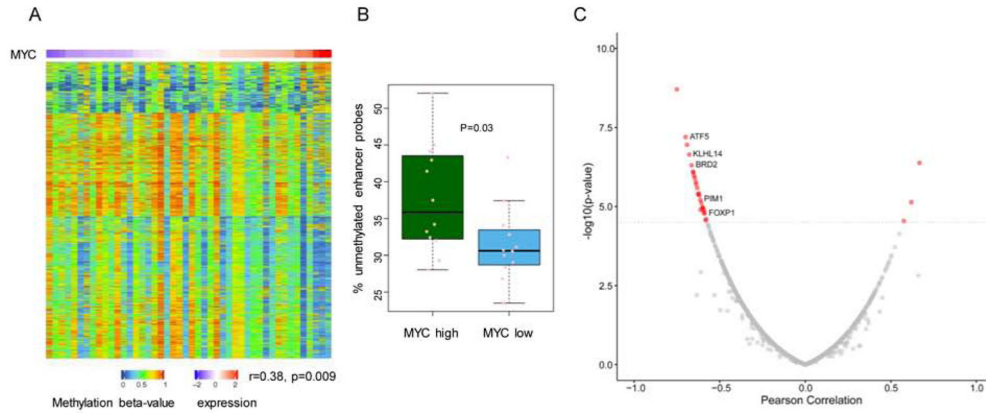 A
MYC
0 0.5 1
-2 0 2
r=0.38, p=0.009
Methylation beta-value
expression
B
% unmethylated enhancer probes
50
45
40
35
30
25
P=0.03
MYC high
MYC low
C
-log10(p-value)
10.0
7.5
5.0
2.5
0
ATF5
KLHL14
BRD2
PIM1
FOXP1
-1.0
-0.5
0.0
0.5
1.0
Pearson Correlation